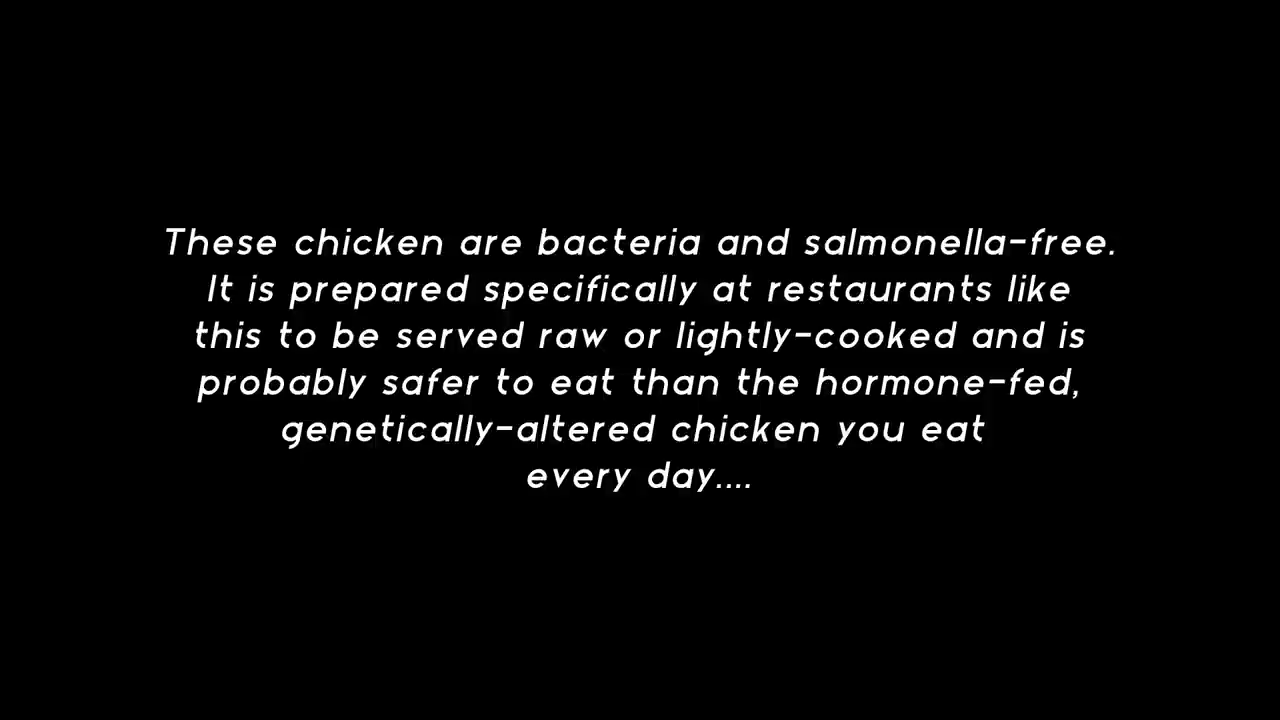 These chicken are bacteria and salmonella-free.
It is prepared specifically at restaurants like
this to be served raw or lightly-cooked and is
probably safer to eat than the hormone-fed,
genetically-altered chicken you eat
every day....